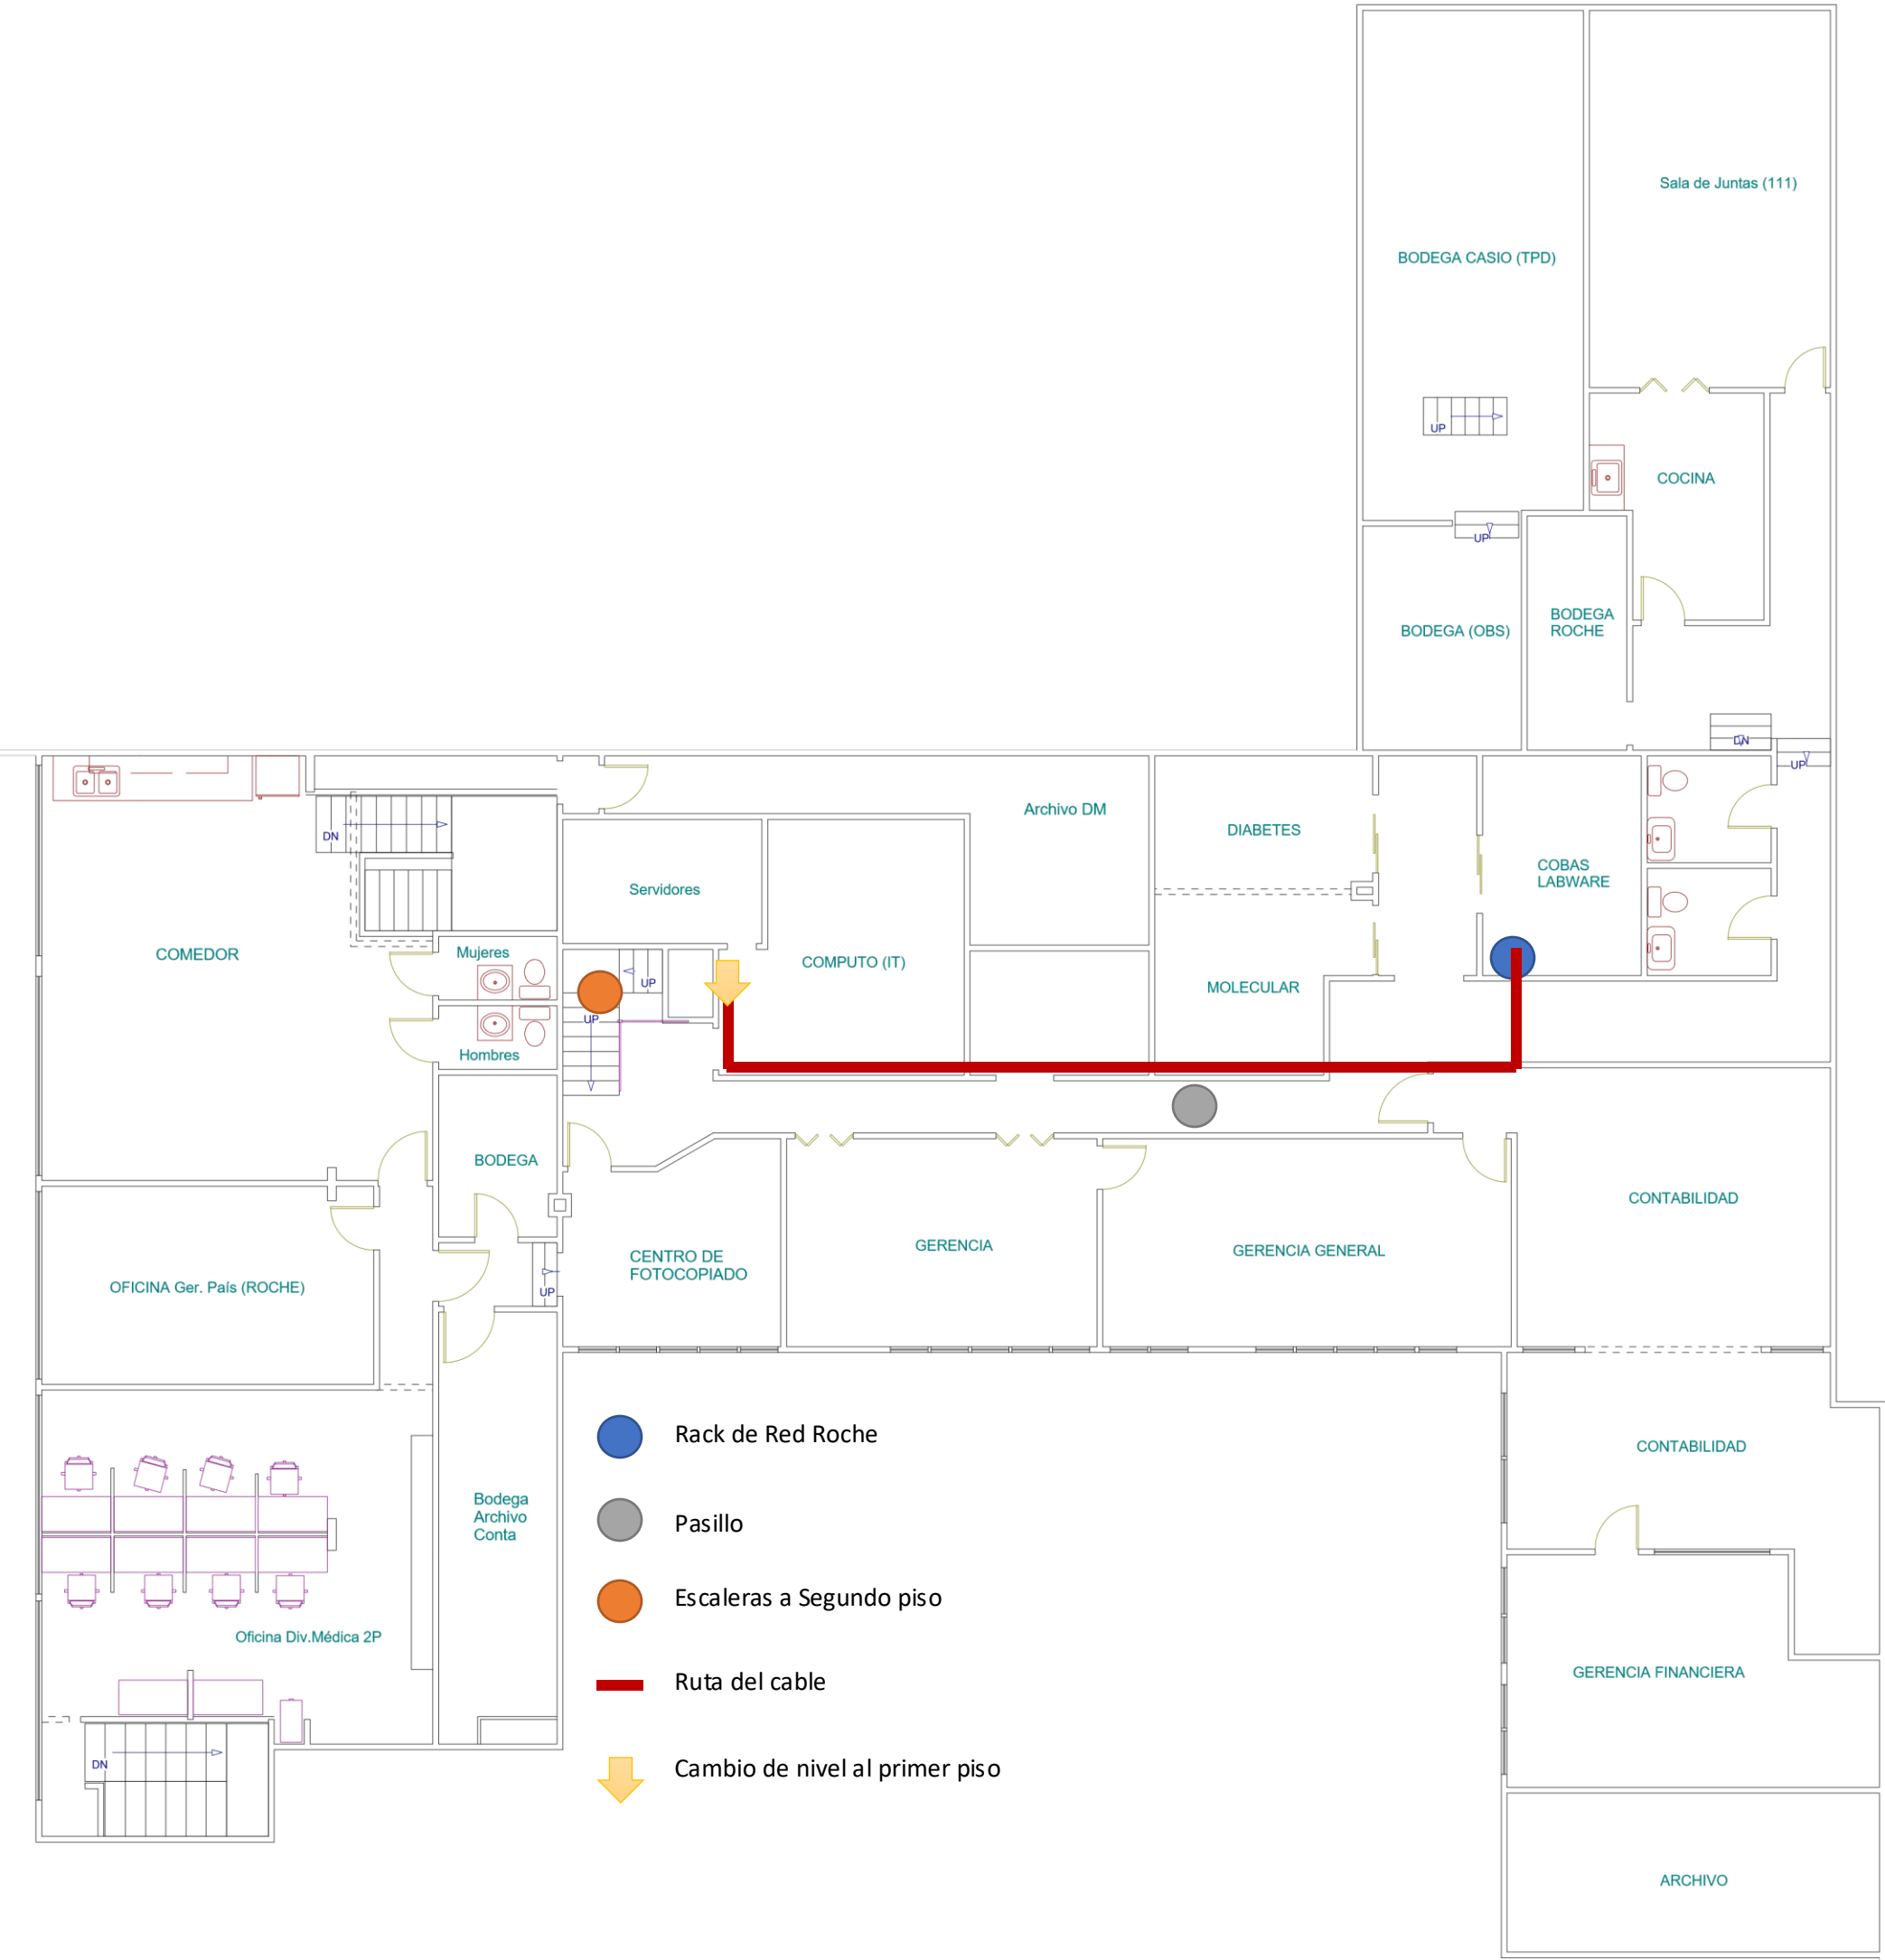 Sala de Juntas (111)
BODEGA CASIO (TPD)
UP
COCINA
UP
BODEGA
ROCHE
BODEGA (OBS)
DN
UP
Archivo DM
DIABETES
DN
COBAS
LABWARE
Servidores
Mujeres
COMEDOR
COMPUTO (IT)
UP
MOLECULAR
UP
Hombres
BODEGA
CONTABILIDAD
GERENCIA
GERENCIA GENERAL
CENTRO DE
FOTOCOPIADO
OFICINA Ger. País (ROCHE)
UP
Rack de Red Roche
CONTABILIDAD
Bodega
Archivo
Conta
Pasillo
Escaleras a Segundo piso
Oficina Div.Médica 2P
GERENCIA FINANCIERA
Ruta del cable
DN
Cambio de nivel al primer piso
ARCHIVO